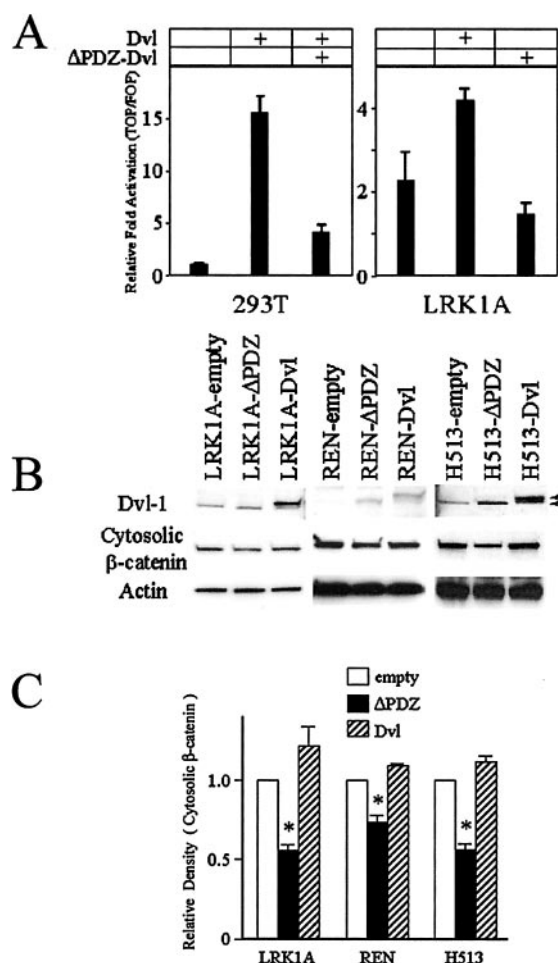 A
Dvl + +
ΔPDZ-Dvl +
+
+
Relative Fold Activation (TOP/FOP)
15
10
5
0
4
2
0
293T
LRK1A
B
LRK1A-empty
LRK1A-ΔPDZ
LRK1A-Dvl
REN-empty
REN-ΔPDZ
REN-Dvl
H513-empty
H513-ΔPDZ
H513-Dvl
Dvl-1
Cytosolic
β-catenin
Actin
C
empty
ΔPDZ
Dvl
Relative Density (Cytosolic β-catenin)
1.0
0.5
0
* * *
LRK1A REN H513